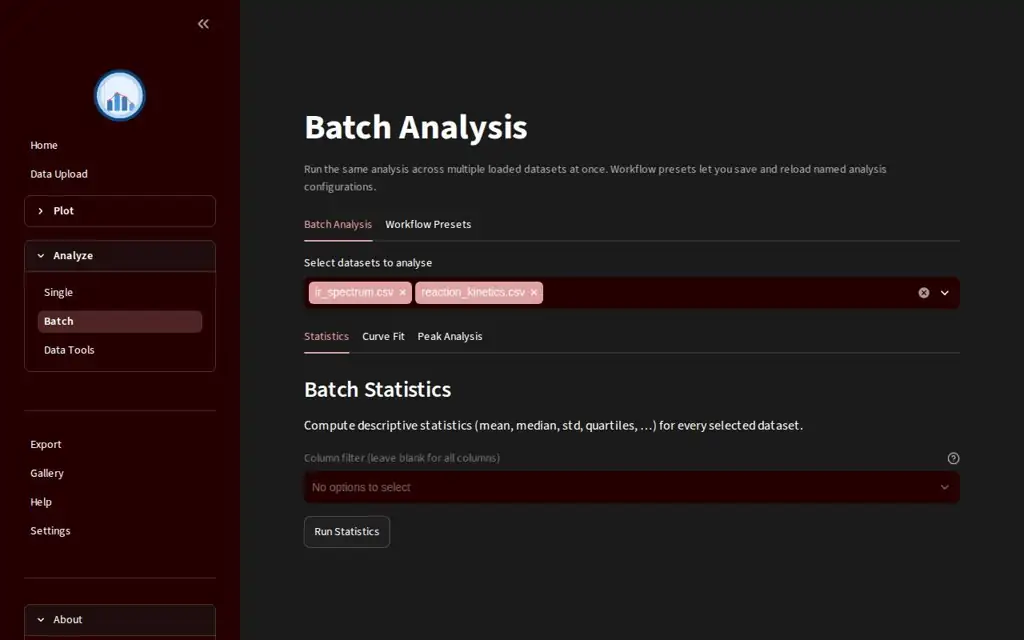 Home
Data Upload
Plot
Analyze
Single
Batch
Data Tools
Export
Gallery
Help
Settings
About
Batch Analysis
Run the same analysis across multiple loaded datasets at once. Workflow presets let you save and reload named analysis
configurations.
Batch Analysis Workflow Presets
Select datasets to analyse
ir_spectrum.csv × reaction_kinetics.csv ×
Statistics Curve Fit Peak Analysis
Batch Statistics
Compute descriptive statistics (mean, median, std, quartiles, …) for every selected dataset.
Column filter (leave blank for all columns)
No options to select
Run Statistics